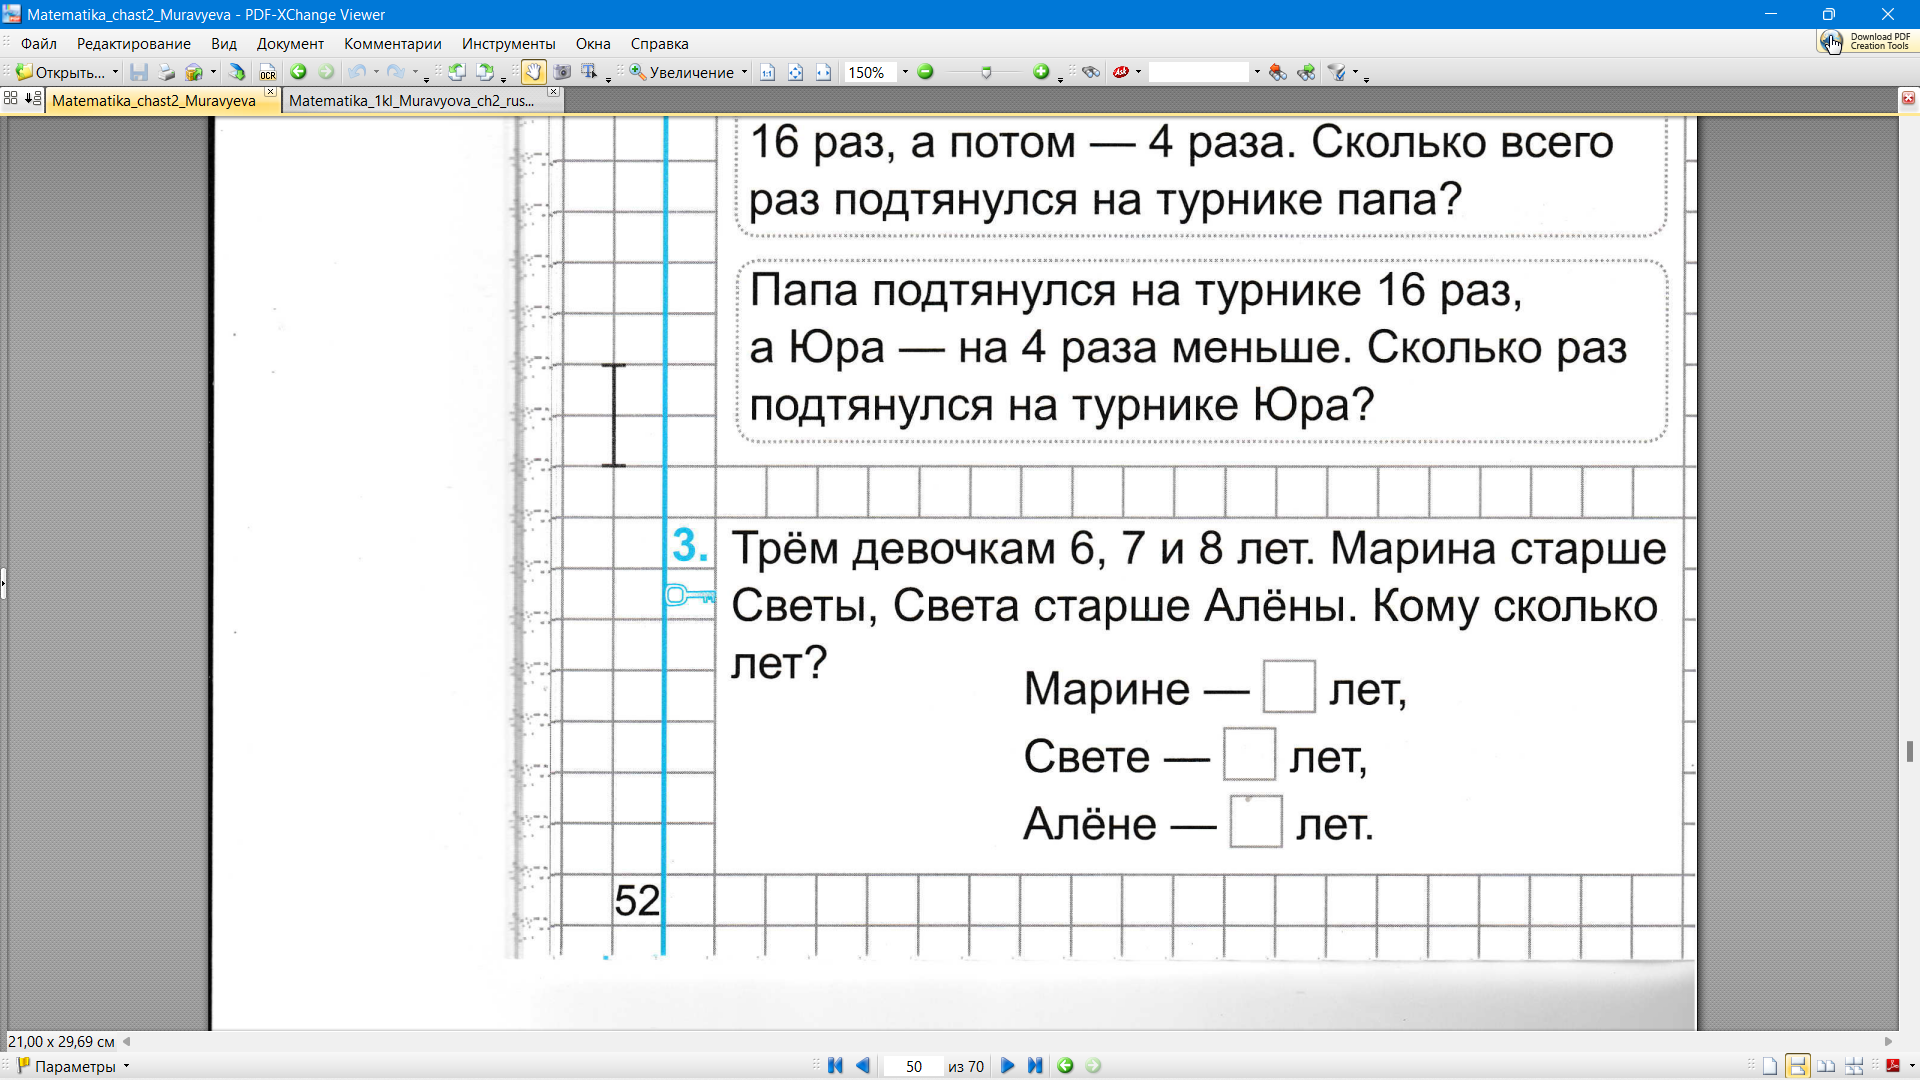 Matematika_chast2_Muravyeva - PDF-XChange Viewer
Файл Редактирование Вид Документ Комментарии Инструменты Окна Справка
Download PDF
Creation Tools
Открыть... OCR Увеличение 1:1 150%
Matematika_chast2_Muravyeva Matematika_1kl_Muravyova_ch2_rus...
16 раз, а потом — 4 раза. Сколько всего
раз подтянулся на турнике папа?
Папа подтянулся на турнике 16 раз,
а Юра — на 4 раза меньше. Сколько раз
подтянулся на турнике Юра?
3. Трём девочкам 6, 7 и 8 лет. Марина старше
Светы, Света старше Алёны. Кому сколько
лет?
Марине — лет,
Свете — лет,
Алёне — лет.
52
21,00 x 29,69 см
Параметры 50 из 70